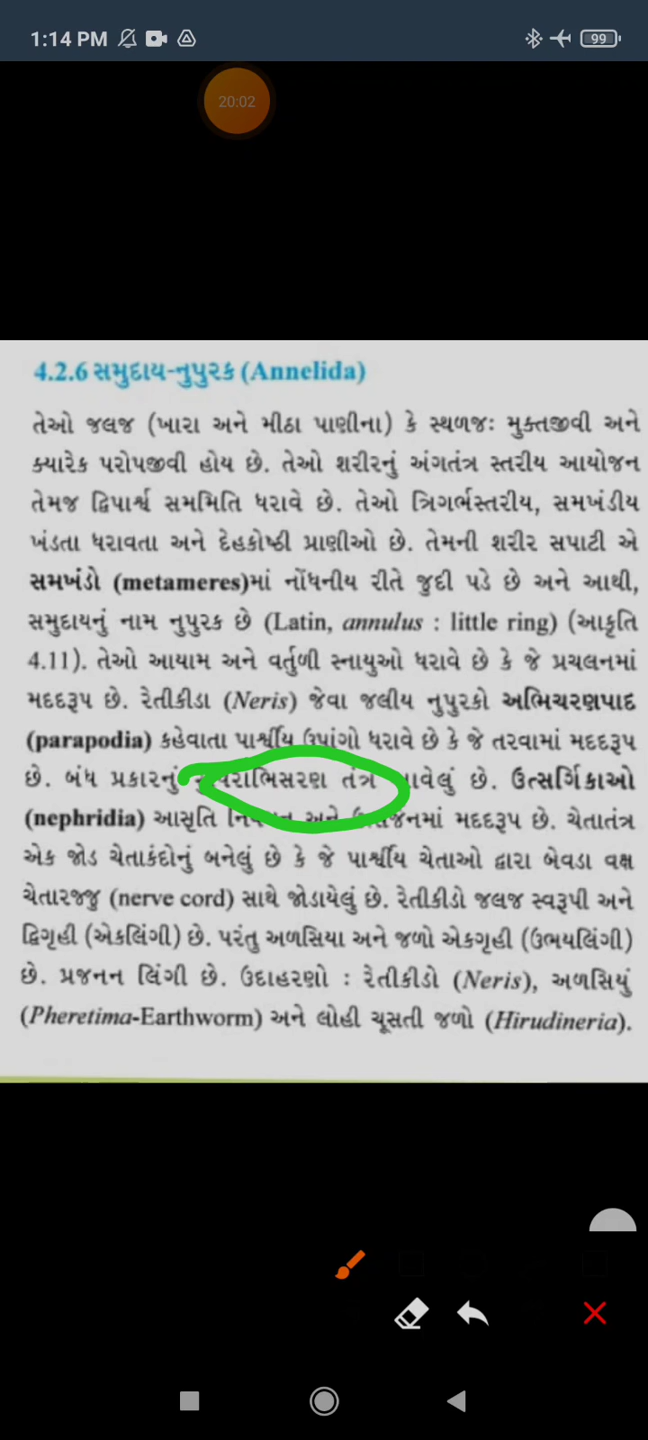 1:14 PM
99
20:02
4.2.6 સમુદાય-નુપુરક (Annelida)
તેઓ જલજ (ખારા અને મીઠા પાણીના) કે સ્થળજઃ મુક્તજીવી અને
ક્યારેક પરોપજીવી હોય છે. તેઓ શરીરનું અંગતંત્ર સ્તરીય આયોજન
તેમજ દ્વિપાર્શ્વ સમમિતિ ધરાવે છે. તેઓ ત્રિગર્ભસ્તરીય, સમખંડીય
ખંડતા ધરાવતા અને દેહકોષ્ઠી પ્રાણીઓ છે. તેમની શરીર સપાટી એ
સમખંડો (metameres)માં નોંધનીય રીતે જુદી પડે છે અને આથી,
સમુદાયનું નામ નુપુરક છે (Latin, annulus : little ring) (આકૃતિ
4.11). તેઓ આયામ અને વર્તુળી સ્નાયુઓ ધરાવે છે કે જે પ્રચલનમાં
મદદરૂપ છે. રેતીકીડા (Neris) જેવા જલીય નુપુરકો અભિચરણપાદ
(parapodia) કહેવાતા પાર્શ્વીય ઉપાંગો ધરાવે છે કે જે તરવામાં મદદરૂપ
છે. બંધ પ્રકારનું તંત્ર છે. ઉત્સર્ગિકાઓ
(nephridia) આસૃતિ અને મદદરૂપ છે. ચેતાતંત્ર
એક જોડ ચેતાકંદોનું બનેલું છે કે જે પાર્શ્વીય ચેતાઓ દ્વારા બેવડા વક્ષ
ચેતારજ્જુ (nerve cord) સાથે જોડાયેલું છે. રેતીકીડો જલજ સ્વરૂપી અને
દ્વિગૃહી (એકલિંગી) છે. પરંતુ અળસિયા અને જળો એકગૃહી (ઉભયલિંગી)
છે. પ્રજનન લિંગી છે. ઉદાહરણો : રેતીકીડો (Neris), અળસિયું
(Pheretima-Earthworm) અને લોહી ચૂસતી જળો (Hirudineria).